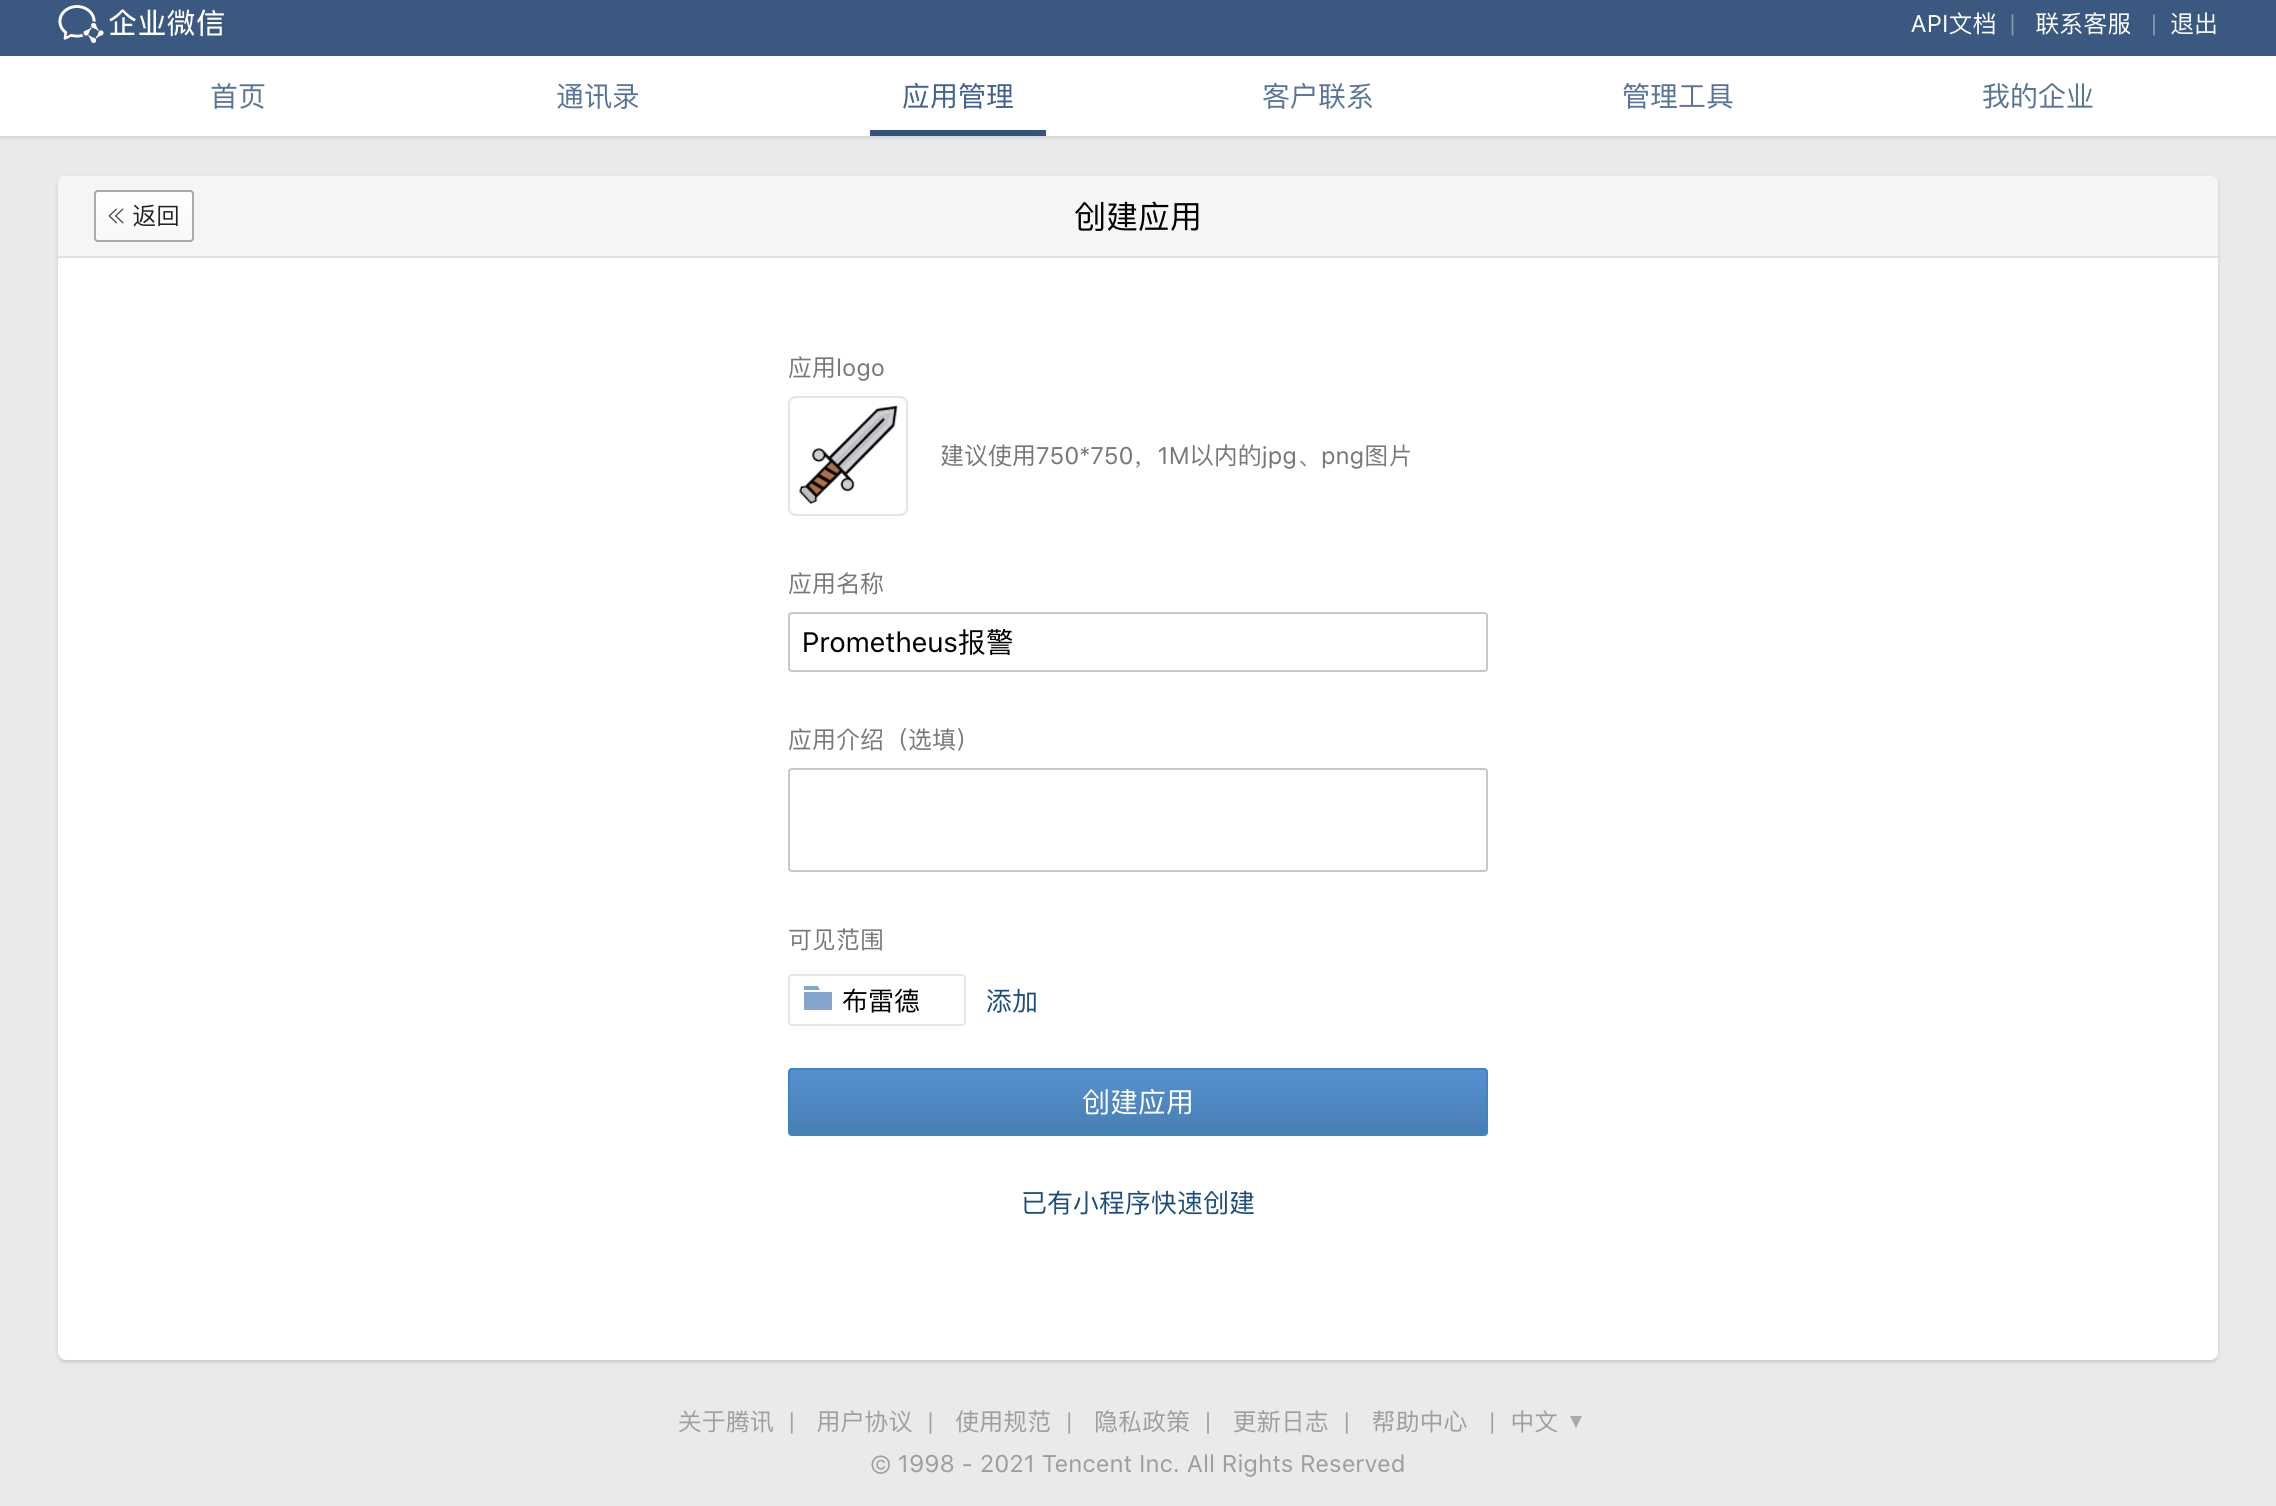 企业微信
API文档 | 联系客服 | 退出
首页 通讯录 应用管理 客户联系 管理工具 我的企业
« 返回
创建应用
应用logo
建议使用750*750，1M以内的jpg、png图片
应用名称
Prometheus报警
应用介绍（选填）
可见范围
布雷德 添加
创建应用
已有小程序快速创建
关于腾讯 | 用户协议 | 使用规范 | 隐私政策 | 更新日志 | 帮助中心 | 中文 ▼
© 1998 - 2021 Tencent Inc. All Rights Reserved